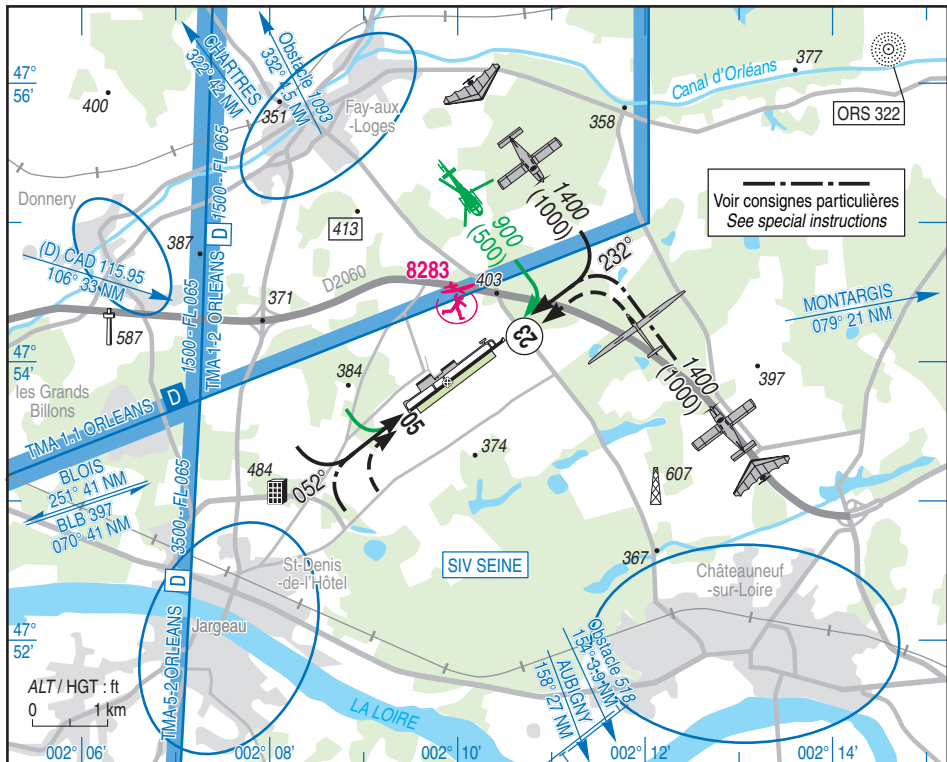 47°
56'
400
CHARTRES
322° 42 NM
Obstacle 1093
332° 4.5 NM
351
Fay-aux
-Loges
377
Canal d'Orléans
ORS 322
358
Donnery
1500 - FL 065
D
1500 - FL 065
TMA 1-2 ORLEANS
413
900
(500)
1400
(1000)
Voir consignes particulières
See special instructions
387
(D) CAD 115.95
106° 33 NM
D2060
8283
403
232°
371
587
MONTARGIS
079° 21 NM
23
47°
54'
les Grands
Billons
384
397
1400
(1000)
TMA 1.1 ORLEANS
D
05
374
BLOIS
251° 41 NM
BLB 397
070° 41 NM
484
052°
607
3500 - FL 065
St-Denis
-de-l'Hôtel
SIV SEINE
367
Châteauneuf
-sur-Loire
D
Jargeau
47°
52'
TMA 5-2 ORLEANS
Obstacle 518
154° 3.9 NM
AUBIGNY
158° 27 NM
ALT / HGT : ft
0 1 km
LA LOIRE
002° 06'
002° 08'
002° 10'
002° 12'
002° 14'